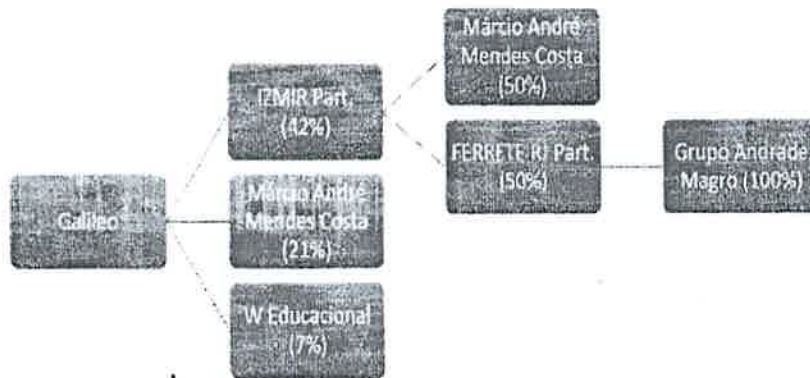 Galileo
IZMIR Part.
(42%)
Márcio André
Mendes Costa
(21%)
W Educacional
(7%)
Márcio André
Mendes Costa
(50%)
FERRETE RJ Part.
(50%)
Grupo Andrade
Magro (100%)